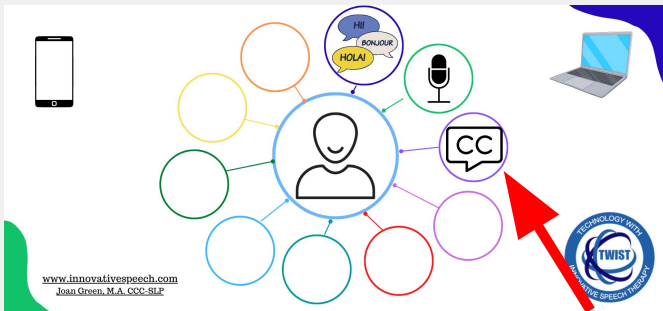 HI!
BONJOUR
HOLA!
CC
www.innovativespeech.com
Joan Green, M.A. CCC-SLP
TECHNOLOGY WITH
TWIST
INNOVATIVE SPEECH THERAPY